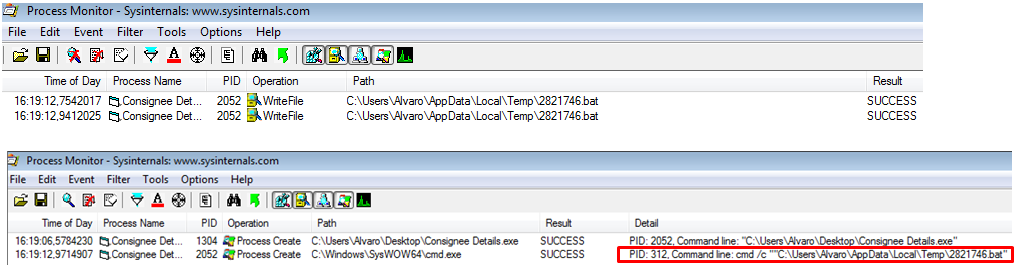 Process Monitor - Sysinternals: www.sysinternals.com
File Edit Event Filter Tools Options Help
Time of Day Process Name PID Operation Path Result
16:19:12,7542017 Consignee Det... 2052 WriteFile C:\Users\Alvaro\AppData\Local\Temp\2821746.bat SUCCESS
16:19:12,9412025 Consignee Det... 2052 WriteFile C:\Users\Alvaro\AppData\Local\Temp\2821746.bat SUCCESS
Process Monitor - Sysinternals: www.sysinternals.com
File Edit Event Filter Tools Options Help
Time of Day Process Name PID Operation Path Result Detail
16:19:06,5784230 Consignee Det... 1304 Process Create C:\Users\Alvaro\Desktop\Consignee Details.exe SUCCESS PID: 2052, Command line: "C:\Users\Alvaro\Desktop\Consignee Details.exe"
16:19:12,9714907 Consignee Det... 2052 Process Create C:\Windows\SysWOW64\cmd.exe SUCCESS PID: 312, Command line: cmd /c ""C:\Users\Alvaro\AppData\Local\Temp\2821746.bat"